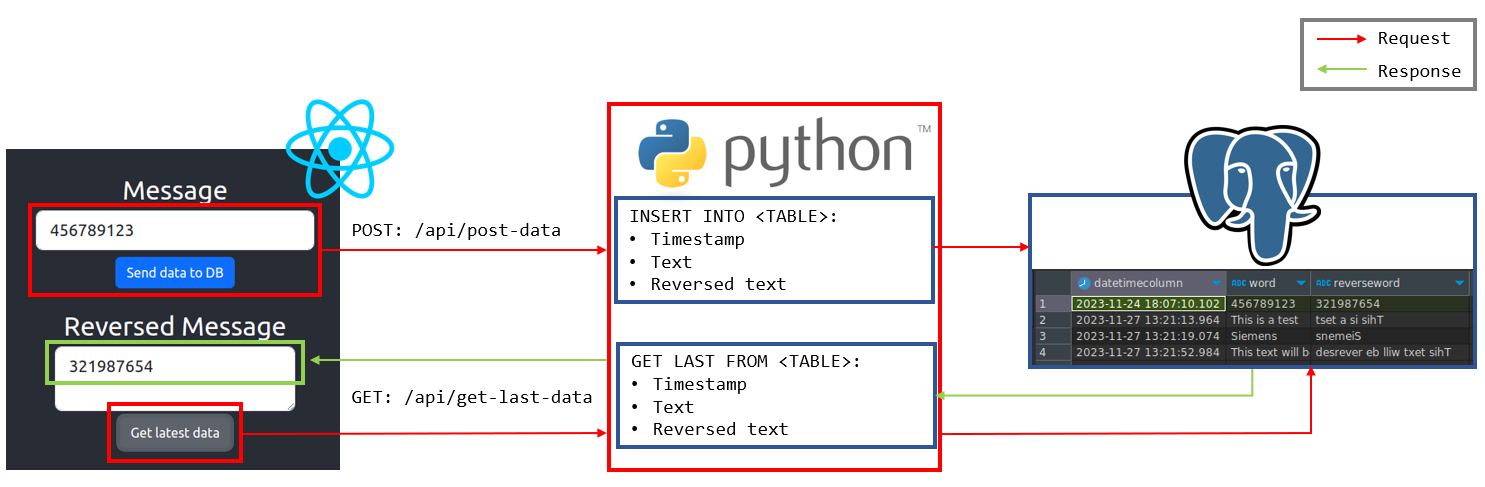 Request
Response
python™
Message
456789123
Send data to DB
POST: /api/post-data
INSERT INTO <TABLE>:
• Timestamp
• Text
• Reversed text
datetimecolumn ABC word ABC reverseword
1 2023-11-24 18:07:10.102 456789123 321987654
2 2023-11-27 13:21:13.964 This is a test tset a si sihT
3 2023-11-27 13:21:19.074 Siemens snemeiS
4 2023-11-27 13:21:52.984 This text will b desrever eb lliw txet sihT
Reversed Message
321987654
GET: /api/get-last-data
Get latest data
GET LAST FROM <TABLE>:
• Timestamp
• Text
• Reversed text